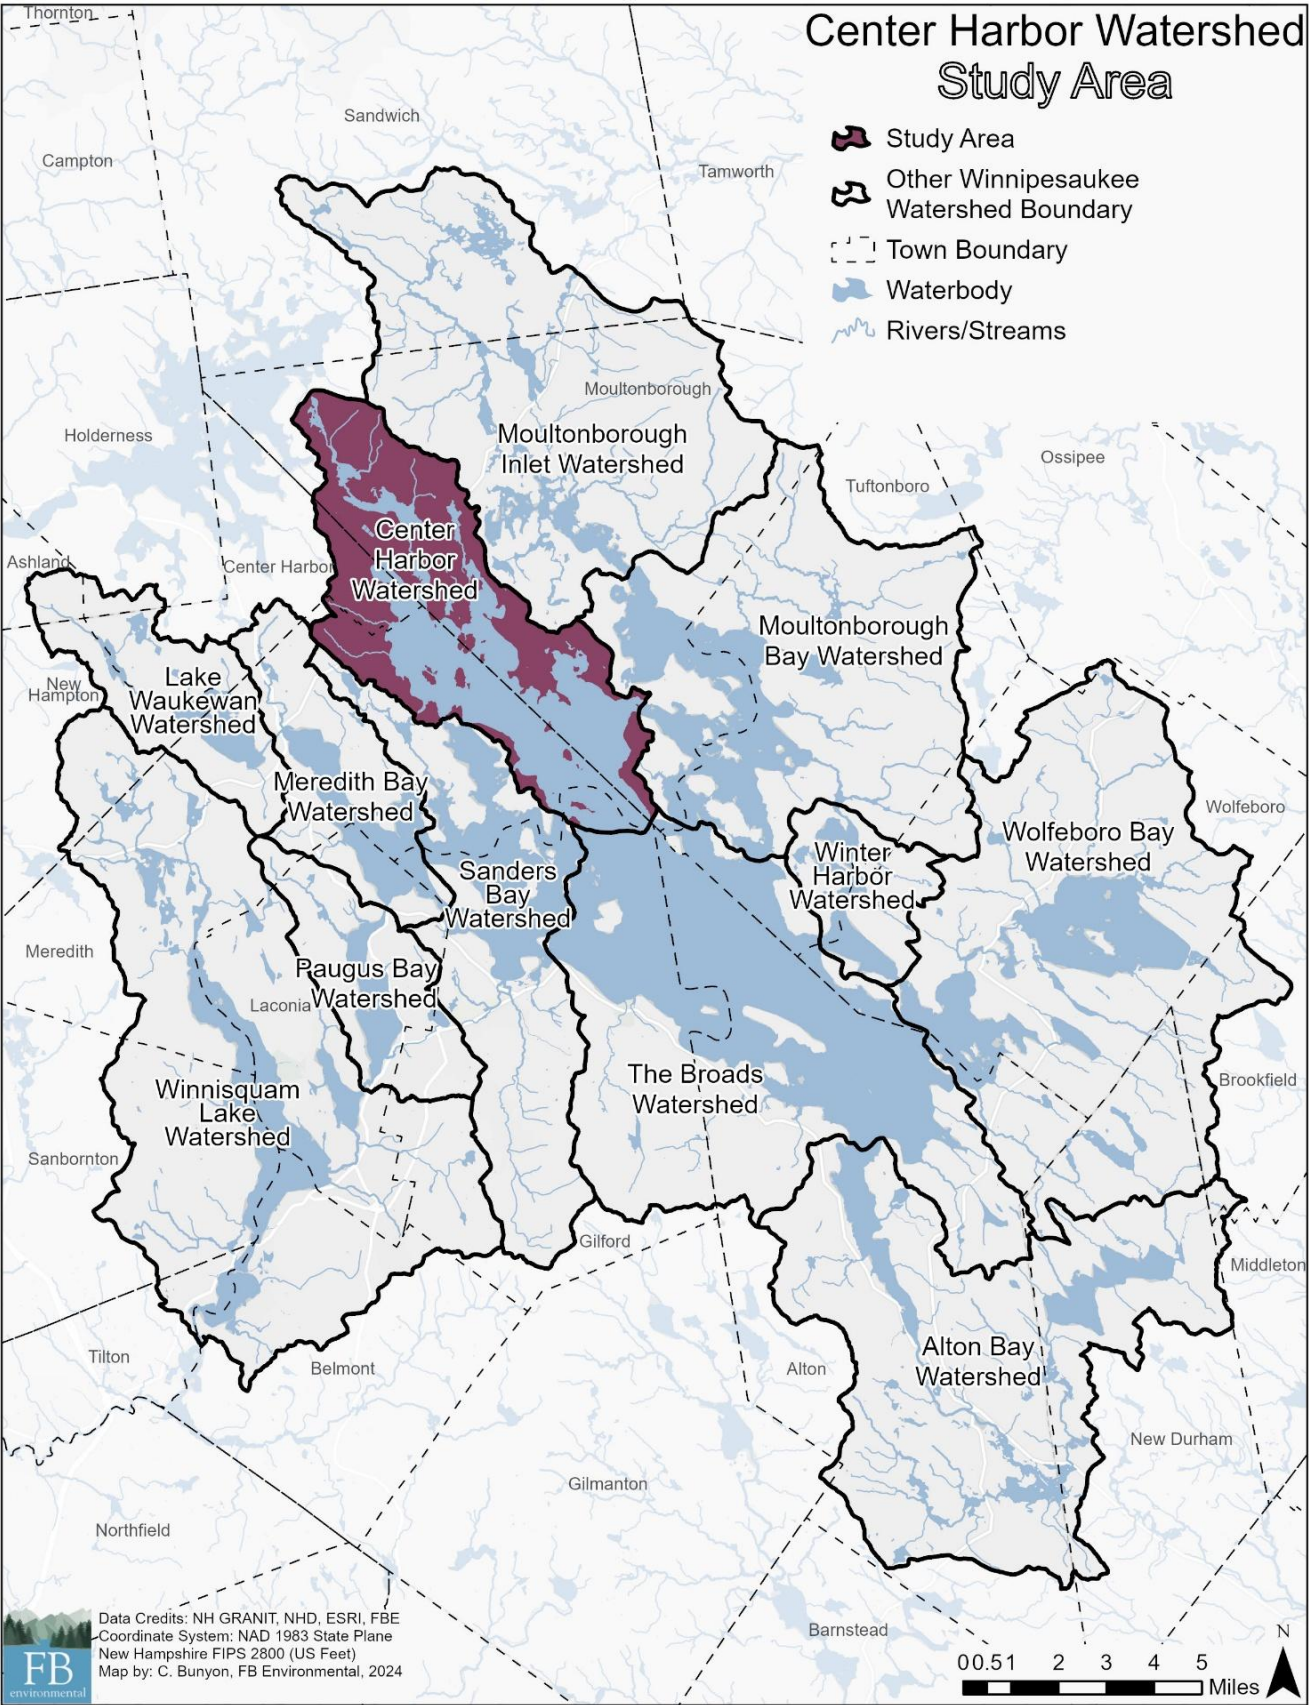 Center Harbor Watershed
Study Area
Study Area
Other Winnipesaukee
Watershed Boundary
Town Boundary
Waterbody
Rivers/Streams
Thornton
Sandwich
Campton
Tamworth
Moultonborough
Holderness
Moultonborough
Inlet Watershed
Ossipee
Tuftonboro
Center
Harbor
Watershed
Ashland
Center Harbor
Moultonborough
Bay Watershed
New
Hampton
Lake
Waukewan
Watershed
Meredith Bay
Watershed
Wolfeboro
Wolfeboro Bay
Watershed
Winter
Harbor
Watershed
Sanders
Bay
Watershed
Meredith
Paugus Bay
Watershed
Laconia
The Broads
Watershed
Winnisquam
Lake
Watershed
Brookfield
Sanbornton
Gilford
Middleton
Tilton
Belmont
Alton
Alton Bay
Watershed
New Durham
Gilmanton
Northfield
Barnstead
FB
environmental
Data Credits: NH GRANIT, NHD, ESRI, FBE
Coordinate System: NAD 1983 State Plane
New Hampshire FIPS 2800 (US Feet)
Map by: C. Bunyon, FB Environmental, 2024
0 0.5 1 2 3 4 5
Miles
N